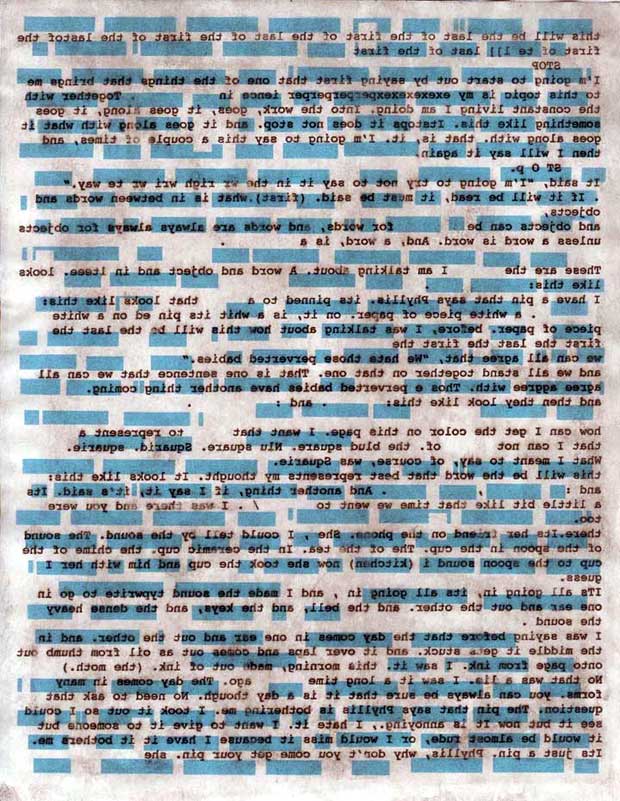 this will be the last of the first of the last of the first of the lastof the
first of te l]] last of the first
STOP
I'm going to start out by saying first that one of the things that brings me
to this topic is my exexexexexperperperper ience in . Together with
the constant living I am doing. Into the work, goes, it goes along, it goes
something like this. Itstops it does not stop. and it goes along with what it
goes along with. that is, it. I'm going to say this a couple of times, and
then I will say it again
ST O p.
It said, "I'm going to try not to say it in the wr righ wri wr te way."
. If it will be read, it must be said. (first).what is in between words and
objects,
and objects can be for words, and words are always always for objects
unless a word is word. And, a word, is a .
These are the I am talking about. A word and object and in lteee. looks
like this: .
I have a pin that says Phyllis. its pinned to a that looks like this:
. a white piece of paper. on it, is a whit its pin ed on a white
piece of paper. before, I was talking about how this will be the last the
first the last the first the
we can all agree that, "We hate those perverted babies."
and we all stand together on that one. That is one sentence that we can all
agree aggree with. Thos e perverted babies have another thing coming.
and then they look like this: . and : .
how can I get the color on this page. I want that to represent a
that I can not of. the blud square. Nlu square. Squarid. squarie.
What I meant to say, of course, was Squarie.
this will be the word that best represents my thought. It looks like this:
and : , . And another thing, if I say it, it's said. Its
a little bit like that time we went to / . I was there and you were
too.
there.Its her friend on the phone. She , I could tell by the sound. The sound
of the spoon in the cup. The of the tea. In the ceramic cup. the chime of the
cup to the spoon sound i (kitchen) now she took the cup and him with her I
guess.
ITs all going in, its all going in , and I made the sound typwrite to go in
one ear and out the other. and the bell, and the keys, and the dense heavy
the sound .
I was saying before that the day comes in one ear and out the other. and in
the middle it gets stuck. and it over laps and comes out as oil from thumb out
onto page from ink. I saw it this morning, made out of ink. (the moth.)
No that was a lie. I saw it a long time ago. The day comes in many
forms. you can always be sure that it is a day though. No need to ask that
question. The pin that says Phyllis is bothering me. I took it out so I could
see it but now IT is annoying., I hate it. I want to give it to someone but
it would be almost rude, or I would miss it because I have it it bothers me.
Its just a pin. Phyllis, why don't you come get your pin. she